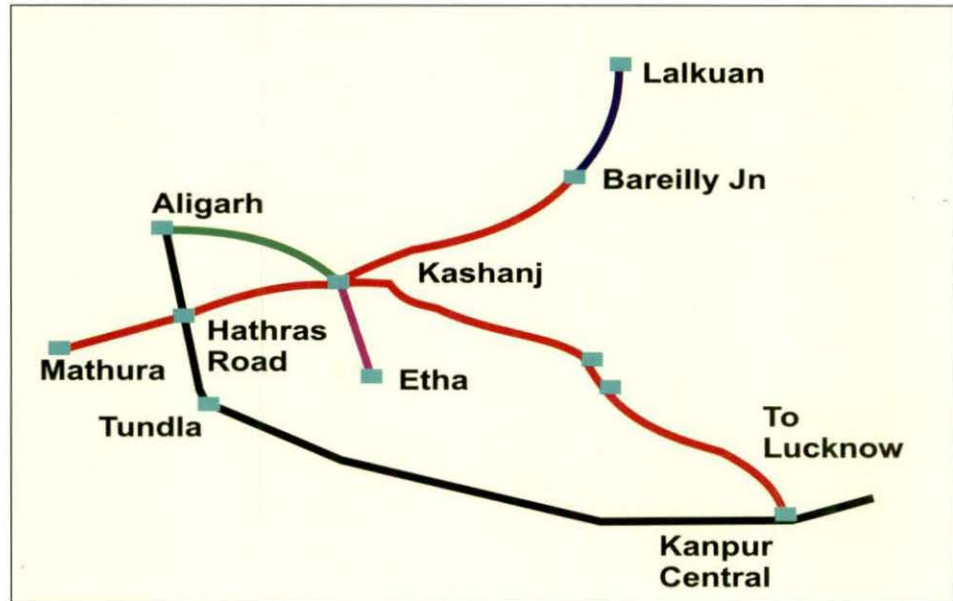 Lalkuan
Bareilly Jn
Aligarh
Kashanj
Hathras
Road
Mathura
Etha
Tundla
To
Lucknow
Kanpur
Central